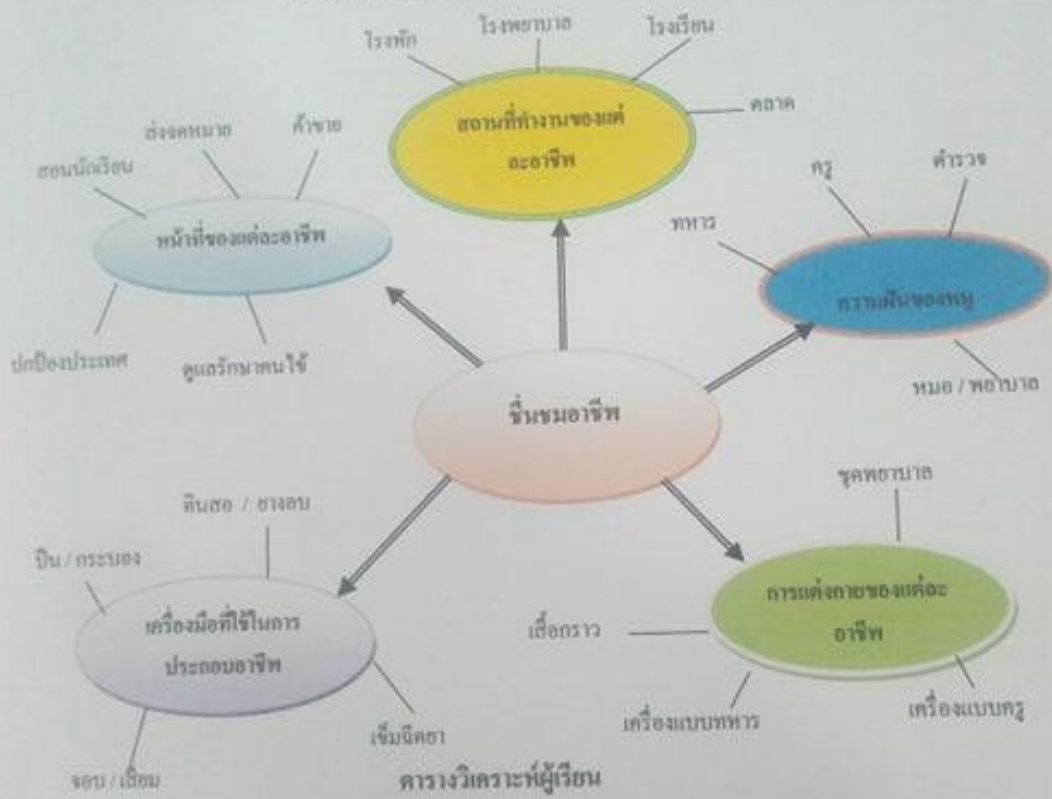 โรงพัก
โรงพยาบาล
โรงเรียน
ตลาด
สถานที่ทำงานของแต่
ละอาชีพ
สอนนักเรียน
ส่งจดหมาย
ค้าขาย
หน้าที่ของแต่ละอาชีพ
ปกป้องประเทศ
ดูแลรักษาคนไข้
ทหาร
ครู
ตำรวจ
ความฝันของหนู
หมอ / พยาบาล
ชื่นชมอาชีพ
ดินสอ / ยางลบ
ปืน / กระบอง
เครื่องมือที่ใช้ในการ
ประกอบอาชีพ
จอบ / เสียม
เข็มฉีดยา
ชุดพยาบาล
การแต่งกายของแต่ละ
อาชีพ
เสื้อกราว
เครื่องแบบทหาร
เครื่องแบบครู
ตารางวิเคราะห์ผู้เรียน